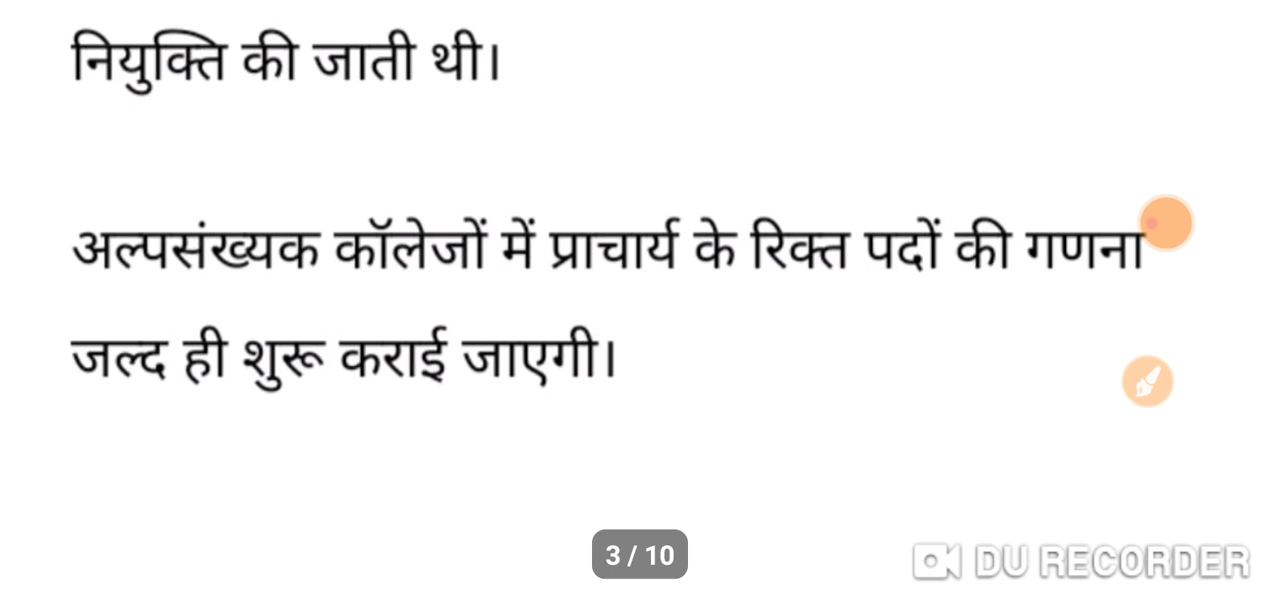 नियुक्ति की जाती थी।
अल्पसंख्यक कॉलेजों में प्राचार्य के रिक्त पदों की गणना
जल्द ही शुरू कराई जाएगी।
3 / 10
DU RECORDER